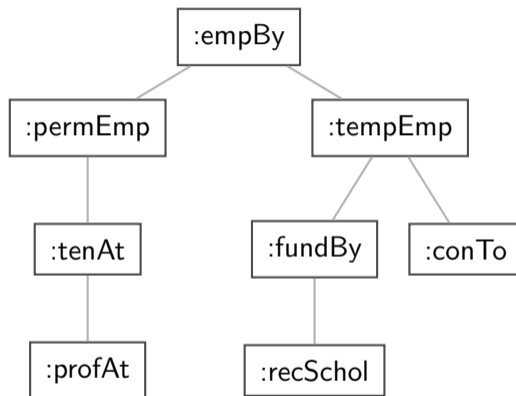 :empBy
:permEmp
:tempEmp
:tenAt
:fundBy
:conTo
:profAt
:recSchol